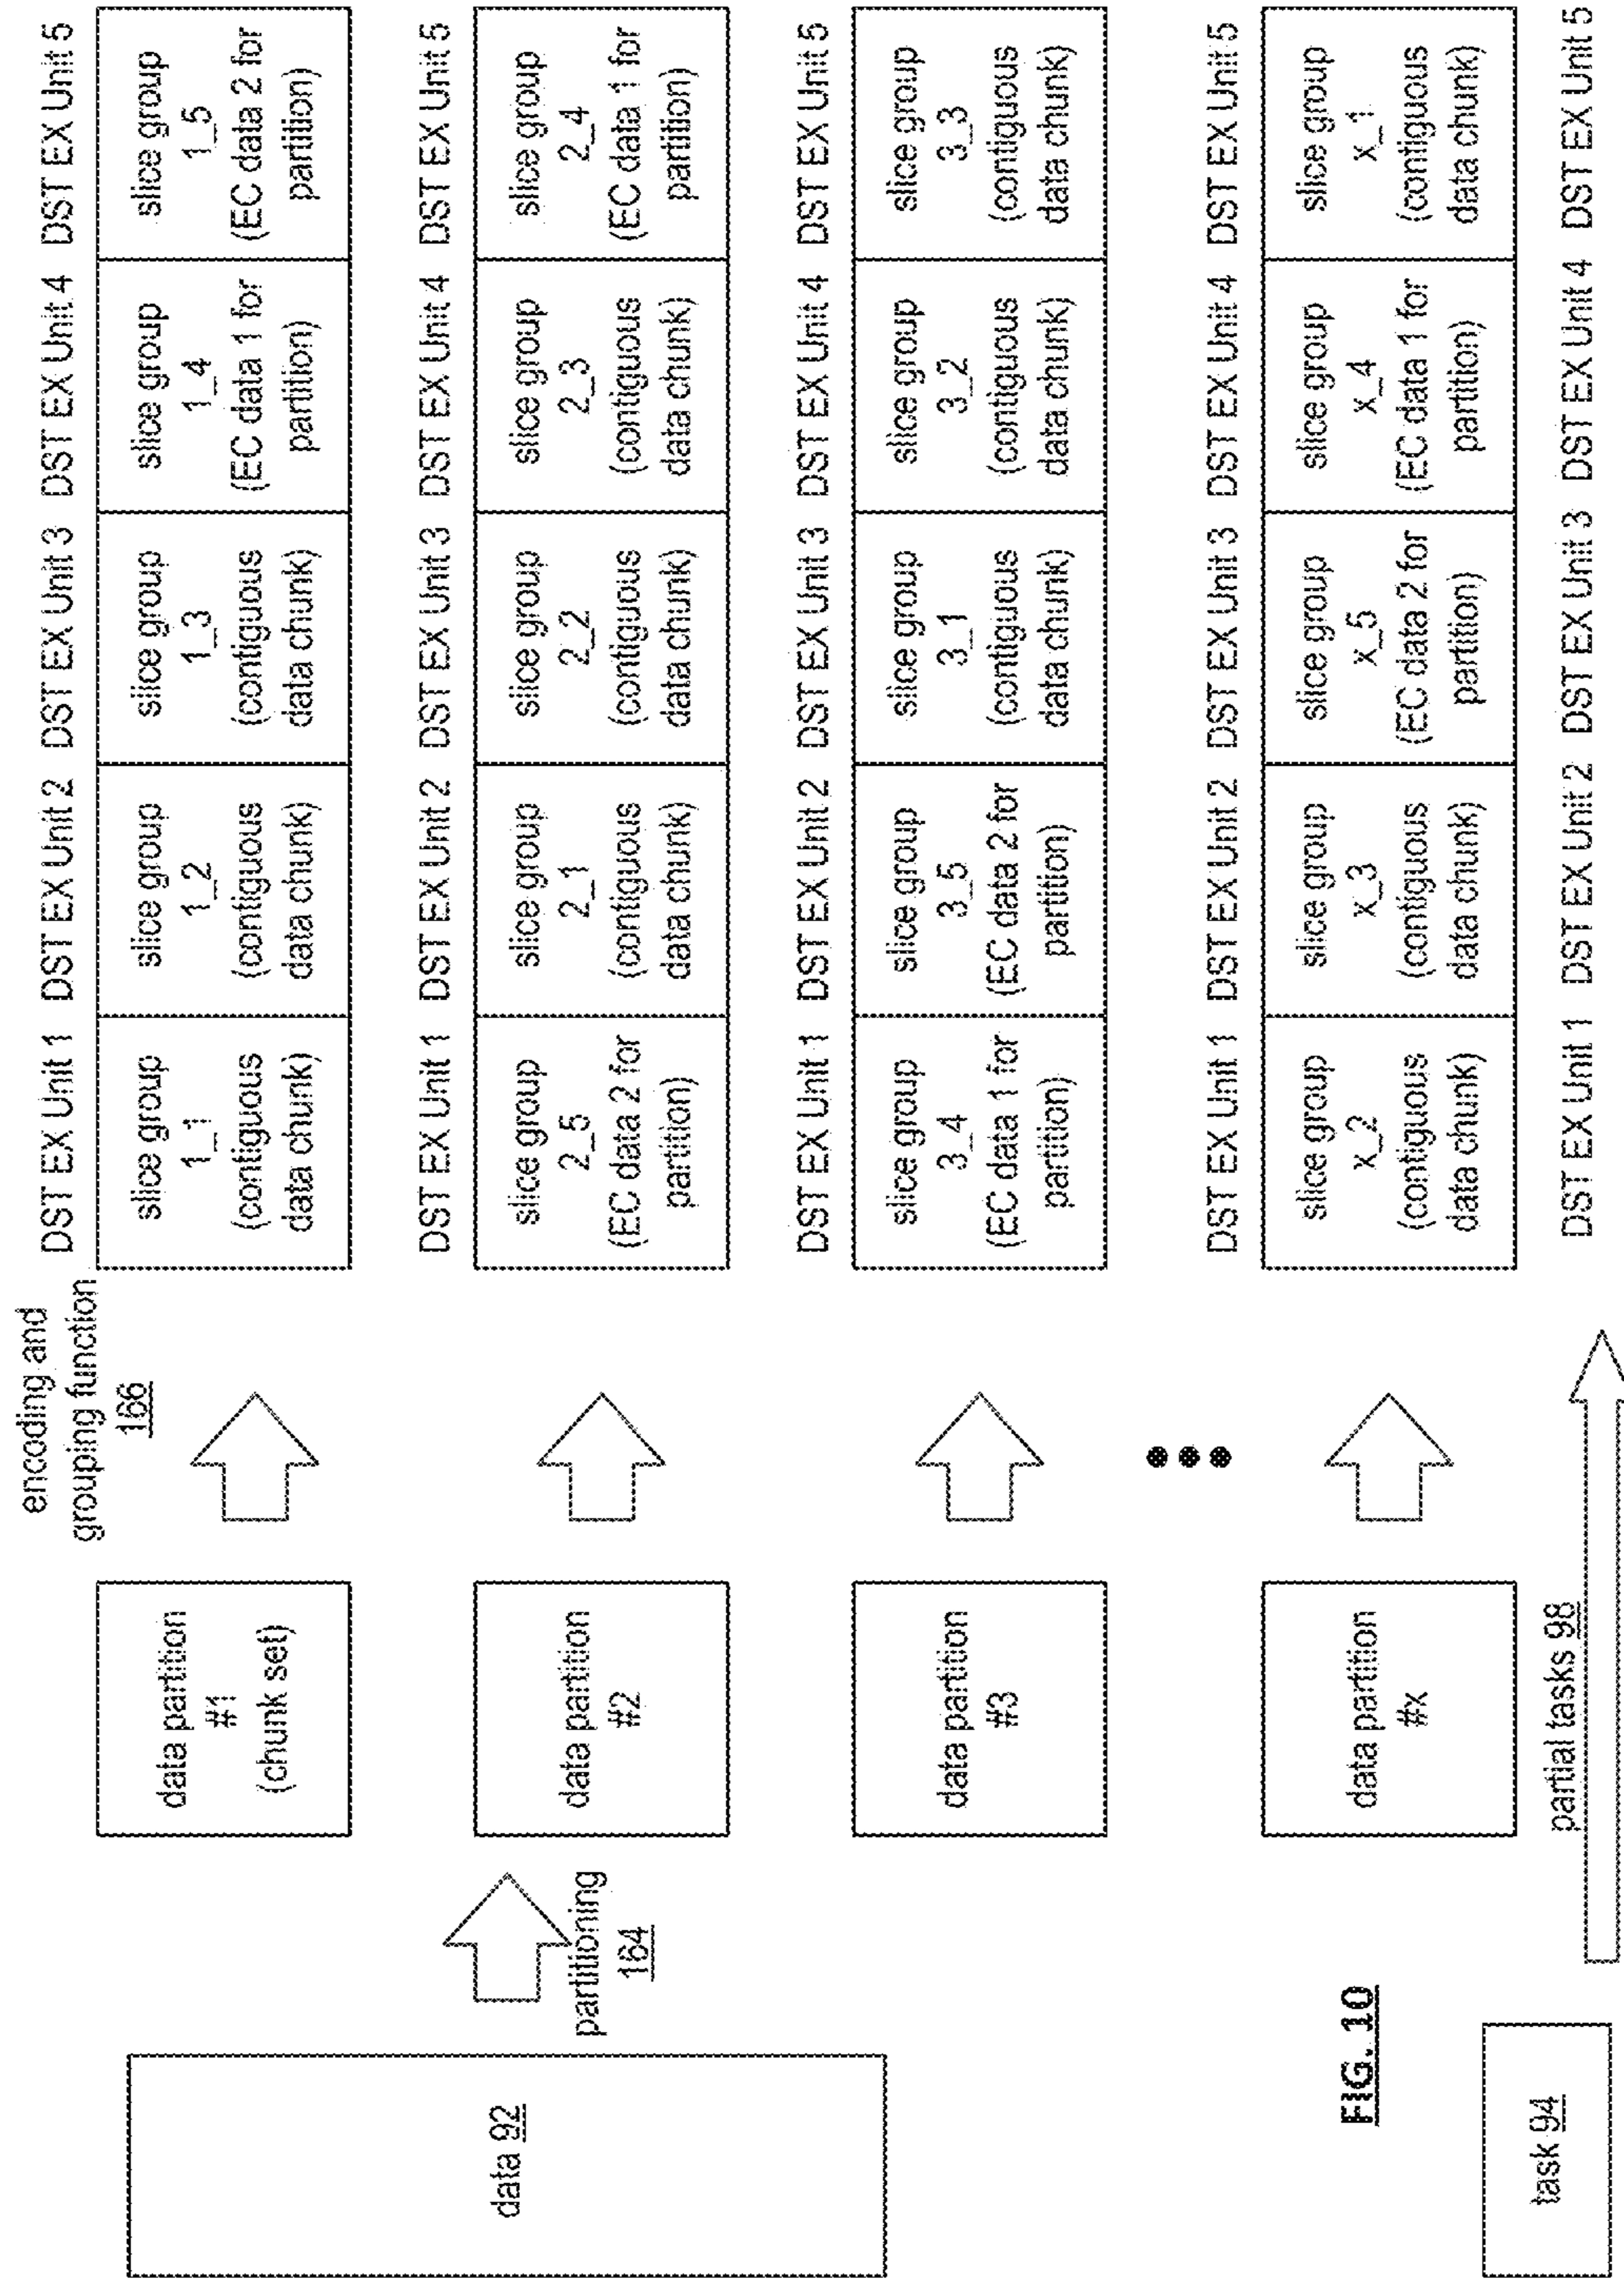 data 92
partitioning
164
data partition
#1
(chunk set)
data partition
#2
data partition
#3
data partition
#x
encoding and
grouping function
166
DST EX Unit 1 DST EX Unit 2 DST EX Unit 3 DST EX Unit 4 DST EX Unit 5
slice group
1_1
(contiguous
data chunk)
slice group
1_2
(contiguous
data chunk)
slice group
1_3
(contiguous
data chunk)
slice group
1_4
(EC data 1 for
partition)
slice group
1_5
(EC data 2 for
partition)
DST EX Unit 1 DST EX Unit 2 DST EX Unit 3 DST EX Unit 4 DST EX Unit 5
slice group
2_5
(EC data 2 for
partition)
slice group
2_1
(contiguous
data chunk)
slice group
2_2
(contiguous
data chunk)
slice group
2_3
(contiguous
data chunk)
slice group
2_4
(EC data 1 for
partition)
DST EX Unit 1 DST EX Unit 2 DST EX Unit 3 DST EX Unit 4 DST EX Unit 5
slice group
3_4
(EC data 1 for
partition)
slice group
3_5
(EC data 2 for
partition)
slice group
3_1
(contiguous
data chunk)
slice group
3_2
(contiguous
data chunk)
slice group
3_3
(contiguous
data chunk)
DST EX Unit 1 DST EX Unit 2 DST EX Unit 3 DST EX Unit 4 DST EX Unit 5
slice group
x_2
(contiguous
data chunk)
slice group
x_3
(contiguous
data chunk)
slice group
x_5
(EC data 2 for
partition)
slice group
x_4
(EC data 1 for
partition)
slice group
x_1
(contiguous
data chunk)
FIG. 10
task 94
partial tasks 98
DST EX Unit 1 DST EX Unit 2 DST EX Unit 3 DST EX Unit 4 DST EX Unit 5